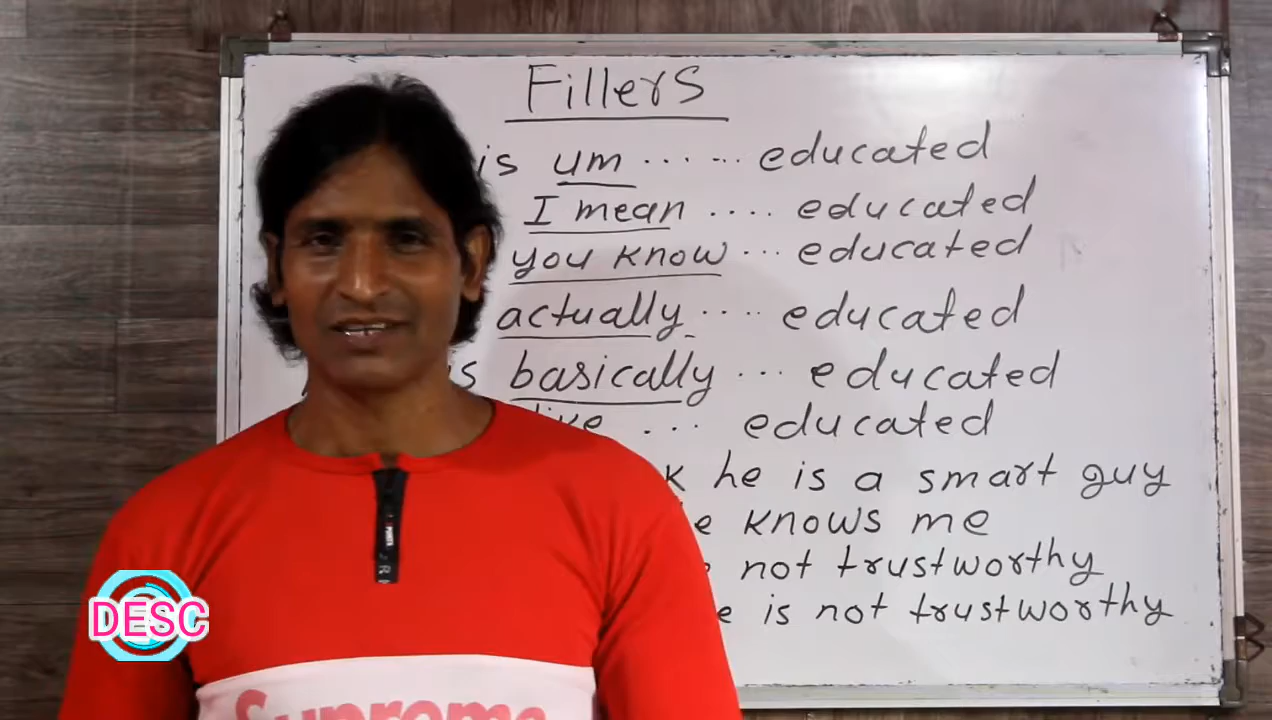 Fillers
is um ...... educated
I mean .... educated
you know ... educated
actually .... educated
basically ... educated
... educated
he is a smart guy
knows me
not trustworthy
is not trustworthy
DESC
Supreme